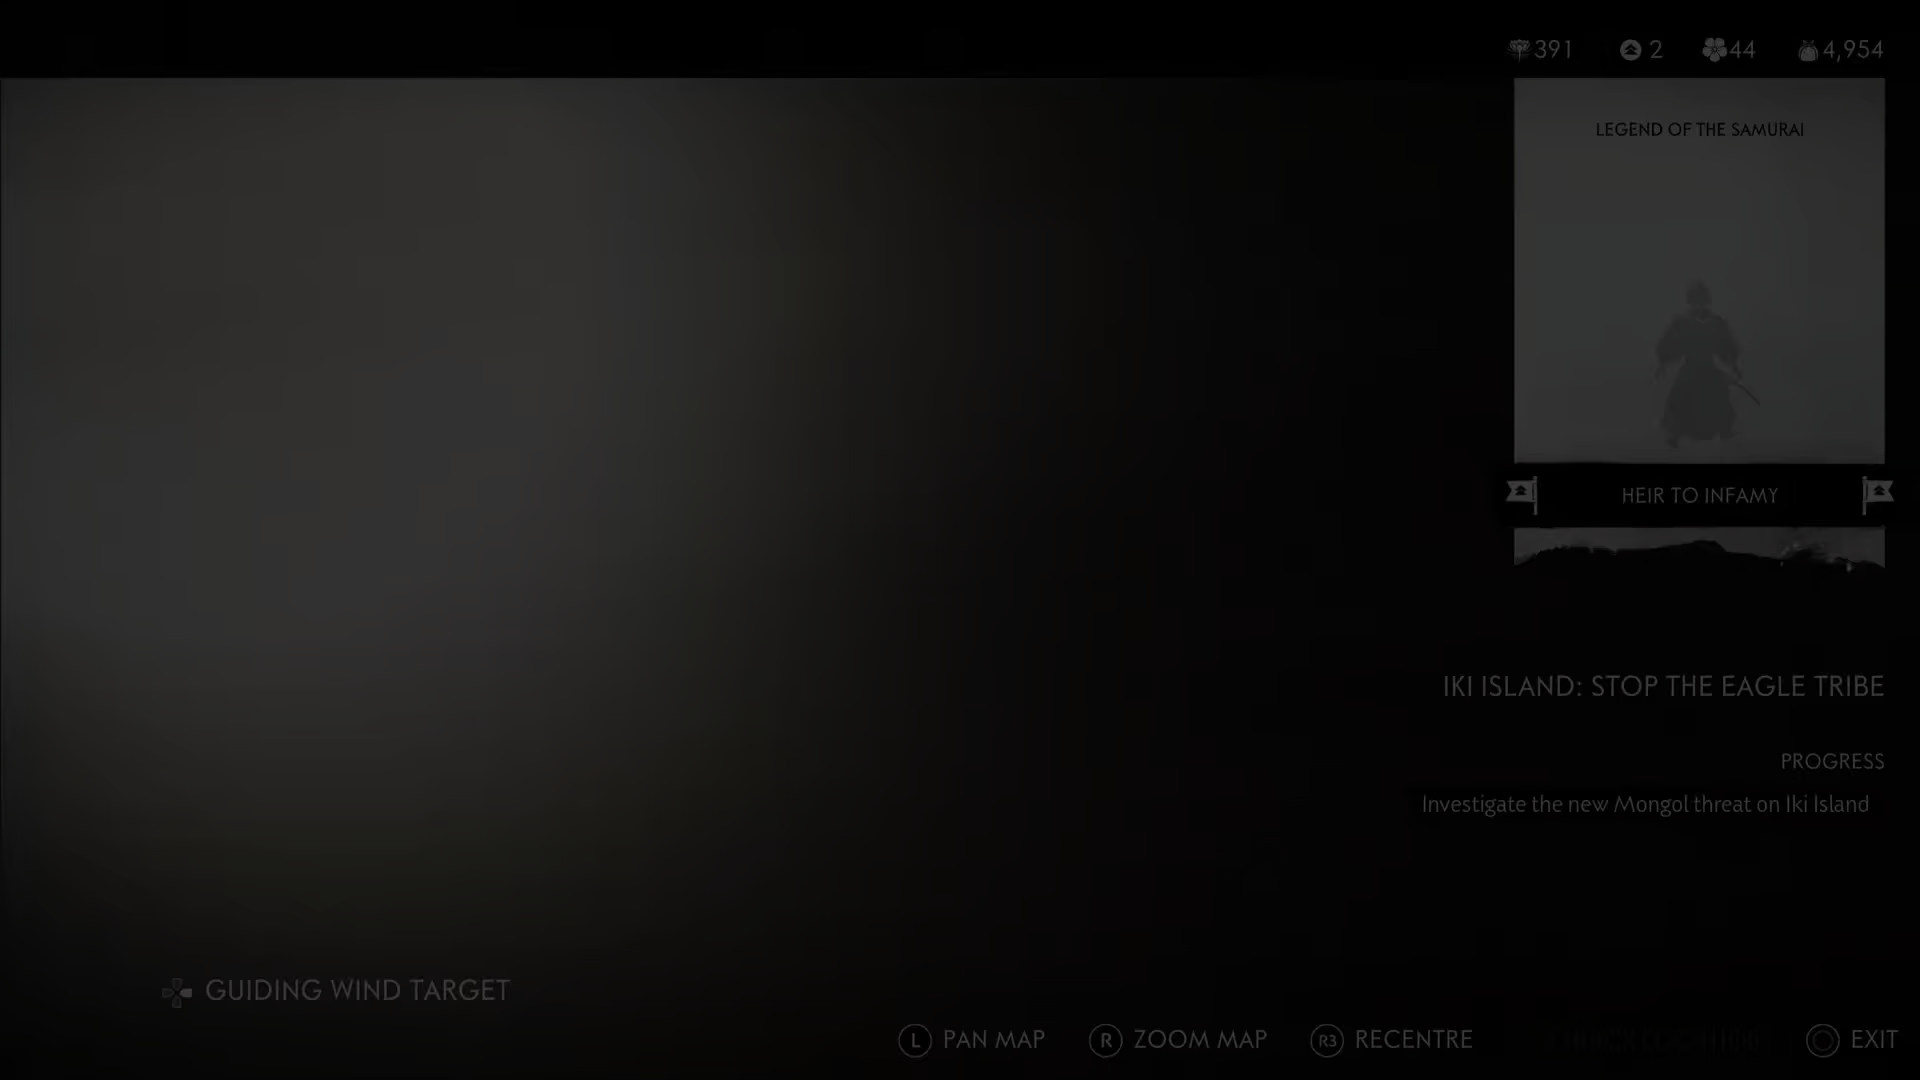 391 2 44 4,954
LEGEND OF THE SAMURAI
HEIR TO INFAMY
IKI ISLAND: STOP THE EAGLE TRIBE
PROGRESS
Investigate the new Mongol threat on Iki Island
GUIDING WIND TARGET
L PAN MAP R ZOOM MAP R3 RECENTRE EXIT